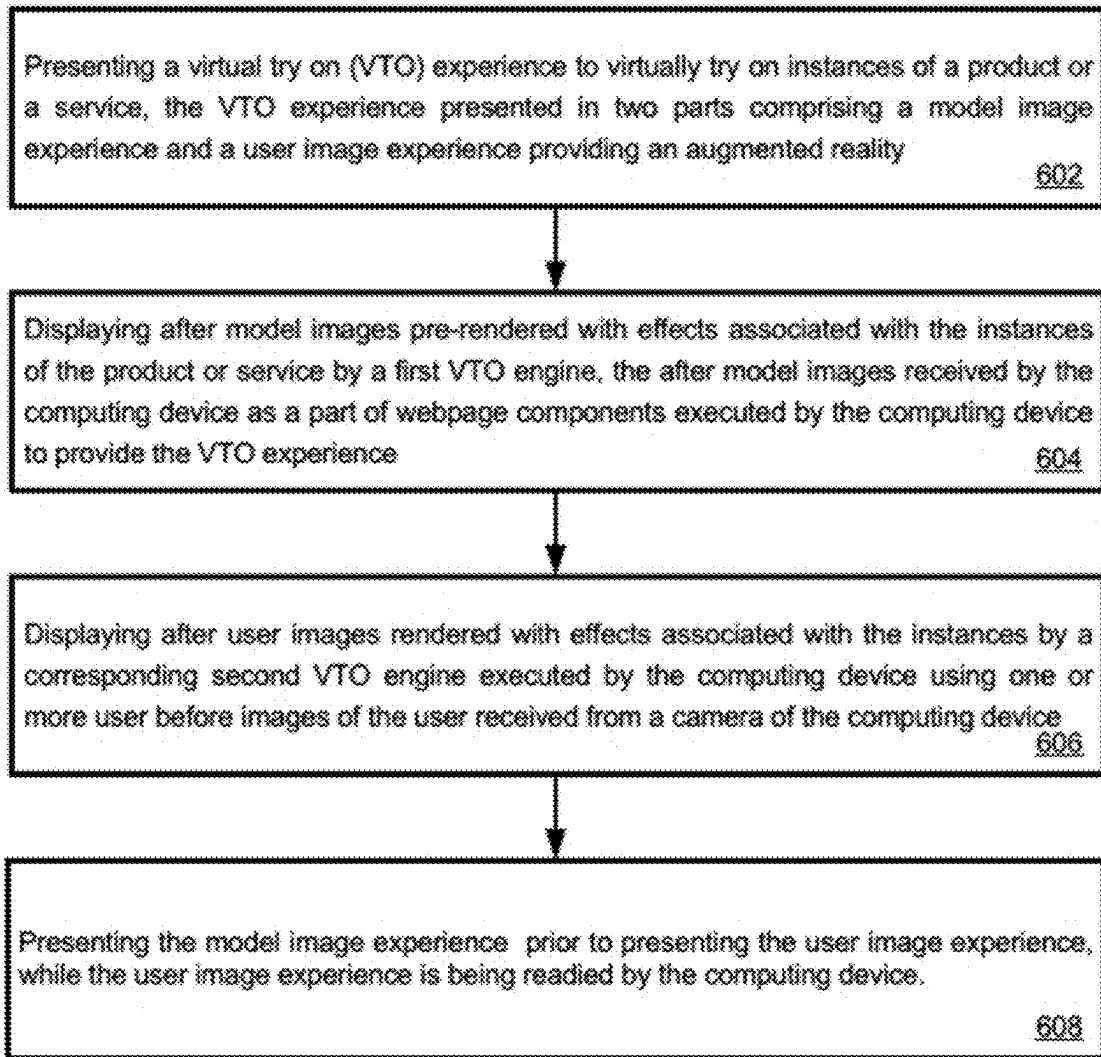 Presenting a virtual try on (VTO) experience to virtually try on instances of a product or
a service, the VTO experience presented in two parts comprising a model image
experience and a user image experience providing an augmented reality
602
Displaying after model images pre-rendered with effects associated with the instances
of the product or service by a first VTO engine, the after model images received by the
computing device as a part of webpage components executed by the computing device
to provide the VTO experience
604
Displaying after user images rendered with effects associated with the instances by a
corresponding second VTO engine executed by the computing device using one or
more user before images of the user received from a camera of the computing device
606
Presenting the model image experience prior to presenting the user image experience,
while the user image experience is being readied by the computing device.
608